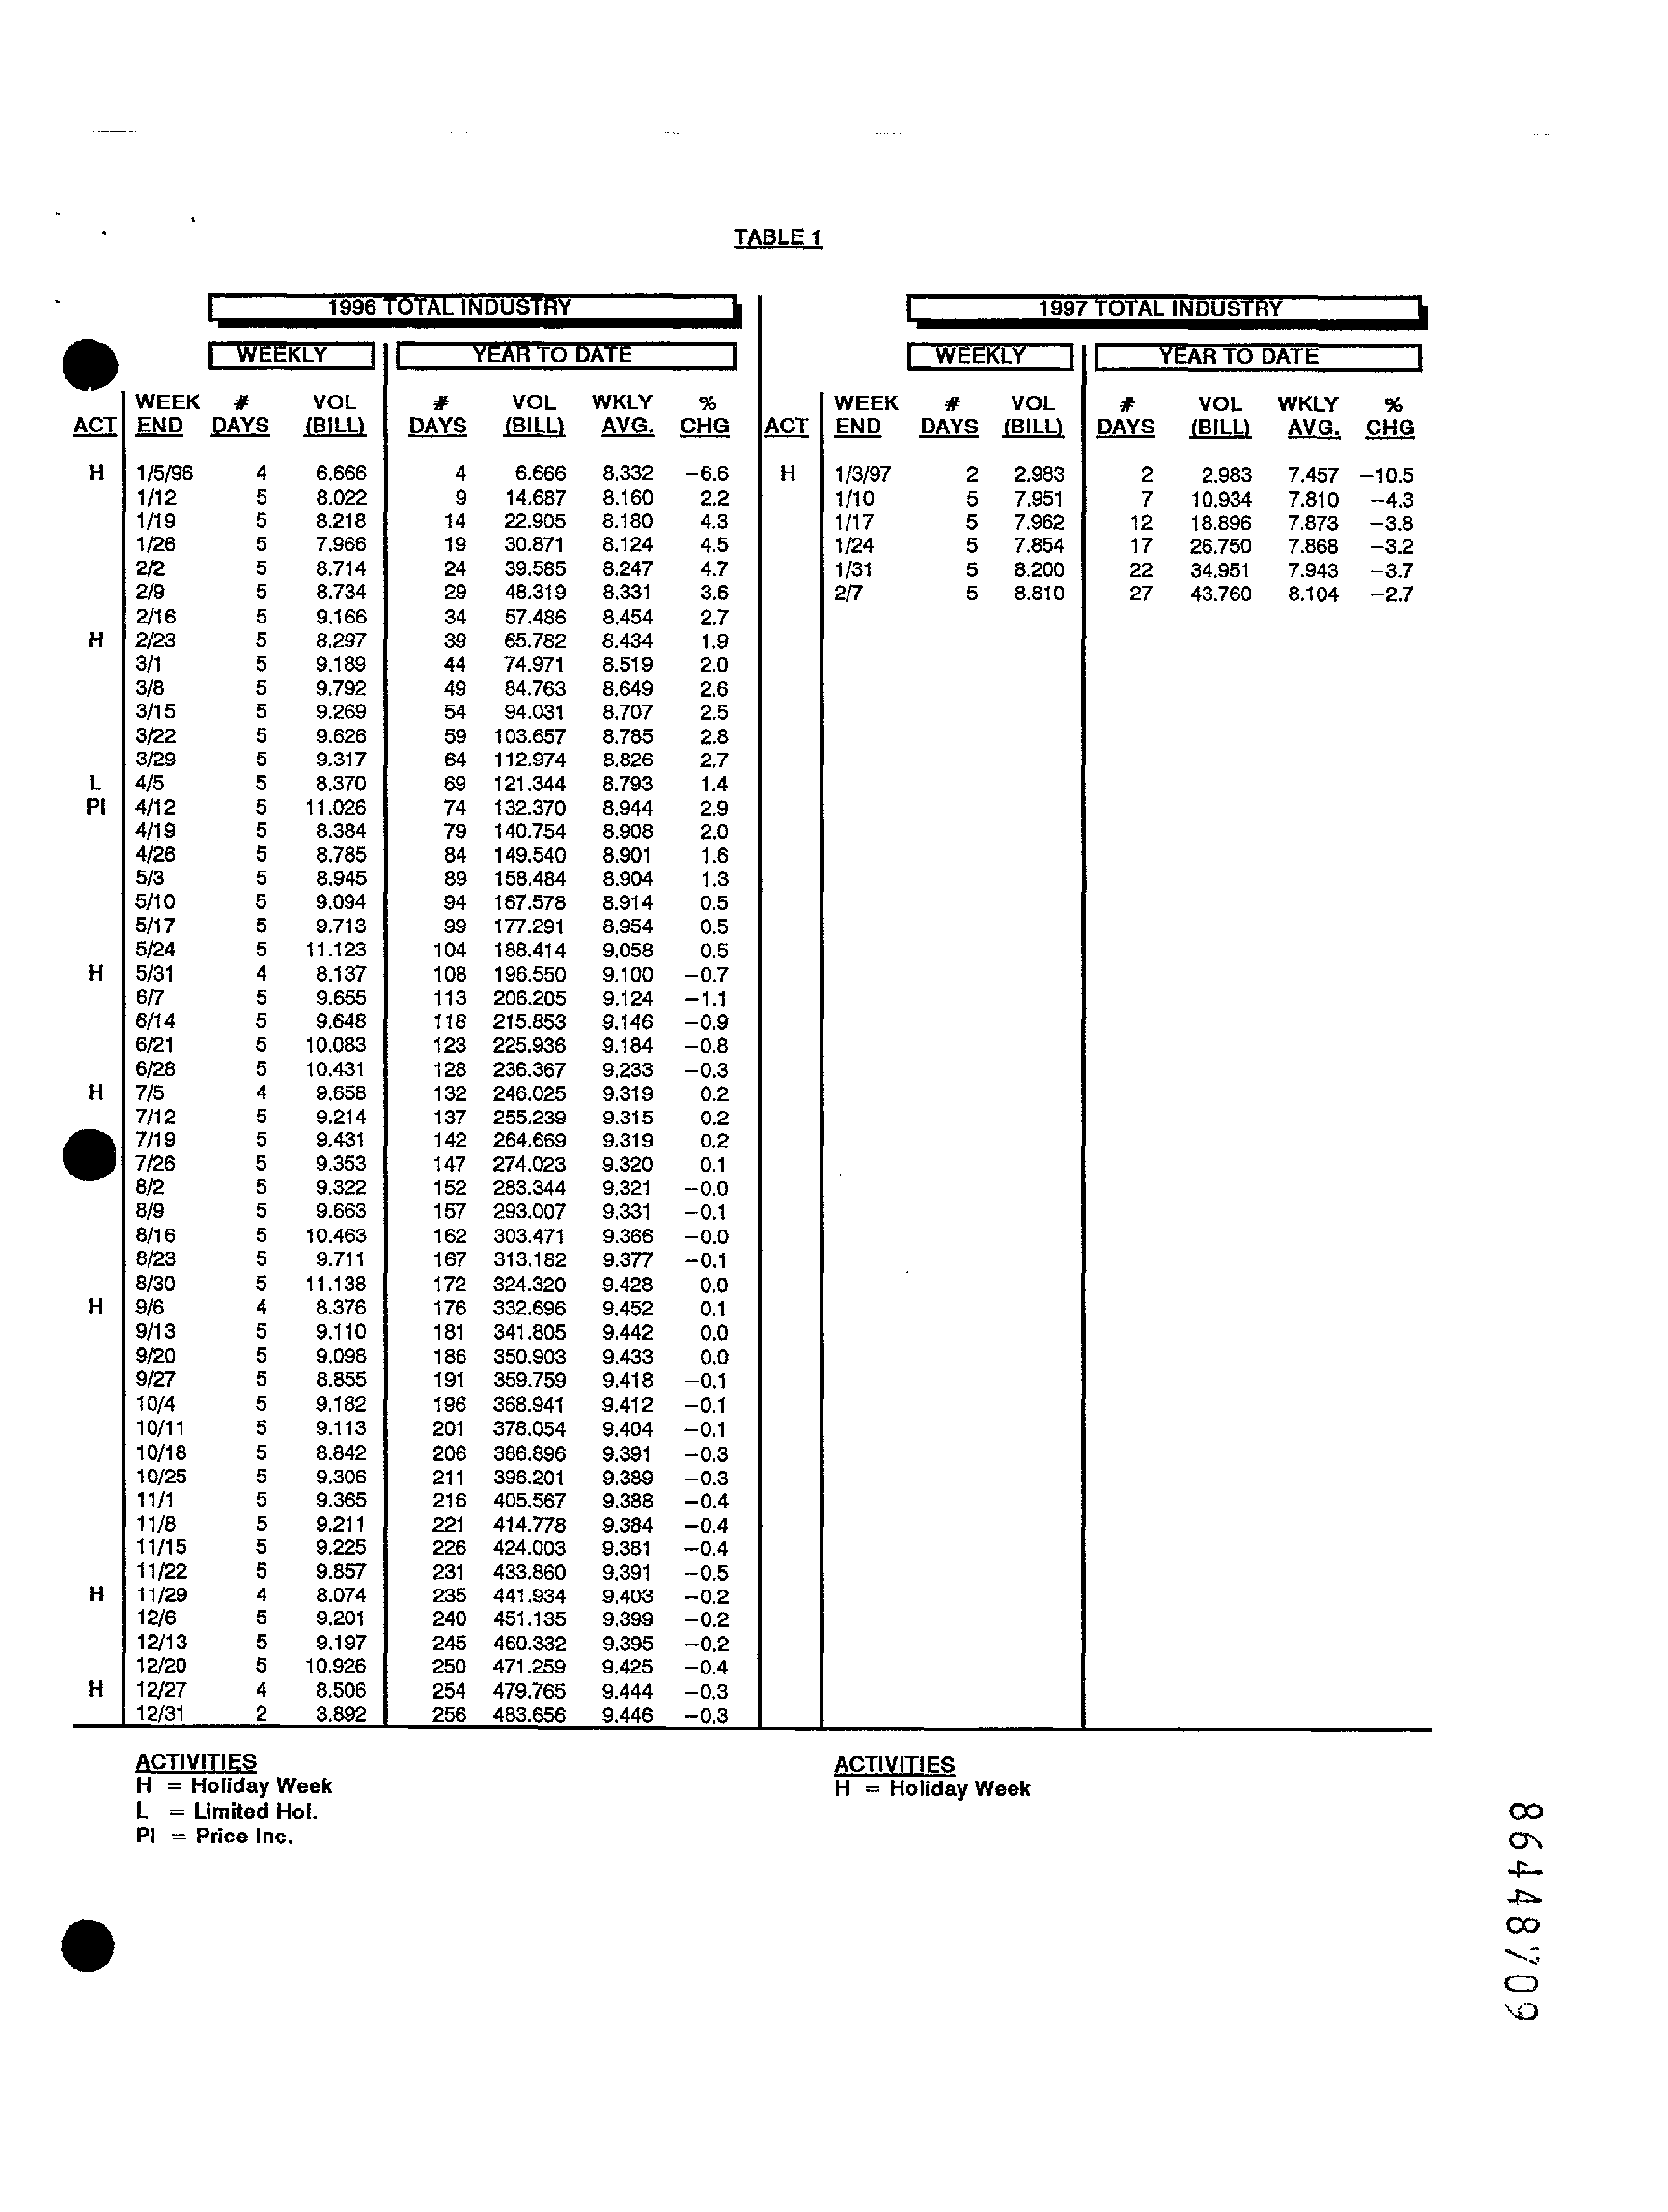 TABLE 1
1996 TOTAL INDUSTRY 1997 TOTAL INDUSTRY
WEEKLY YEAR TO DATE WEEKLY YEAR TO DATE
WEEK # VOL # VOL WKLY % WEEK # VOL # VOL WKLY %
ACT END DAYS (BILL) DAYS (BILL) AVG. CHG ACT END DAYS (BILL) DAYS (BILL) AVG. CHG
H 1/5/96 4 6.666 4 6.666 8.332 -6.6 H 1/3/97 2 2.983 2 2.983 7.457 -10.5
1/12 5 8.022 9 14.687 8.160 2.2 1/10 5 7.951 7 10.934 7.810 -4.3
1/19 5 8.218 14 22.905 8.180 4.3 1/17 5 7.962 12 18.896 7.873 -3.8
1/26 5 7.966 19 30.871 8.124 4.5 1/24 5 7.854 17 26.750 7.868 -3.2
2/2 5 8.714 24 39.585 8.247 4.7 1/31 5 8.200 22 34.951 7.943 -3.7
2/9 5 8.734 29 48.319 8.331 3.6 2/7 5 8.810 27 43.760 8.104 -2.7
2/16 5 9.166 34 57.486 8.454 2.7
H 2/23 5 8.297 39 65.782 8.434 1.9
3/1 5 9.189 44 74.971 8.519 2.0
3/8 5 9.792 49 84.763 8.649 2.6
3/15 5 9.269 54 94.031 8.707 2.5
3/22 5 9.626 59 103.657 8.785 2.8
3/29 5 9.317 64 112.974 8.826 2.7
L 4/5 5 8.370 69 121.344 8.793 1.4
PI 4/12 5 11.026 74 132.370 8.944 2.9
4/19 5 8.384 79 140.754 8.908 2.0
4/26 5 8.785 84 149.540 8.901 1.6
5/3 5 8.945 89 158.484 8.904 1.3
5/10 5 9.094 94 167.578 8.914 0.5
5/17 5 9.713 99 177.291 8.954 0.5
5/24 5 11.123 104 188.414 9.058 0.5
H 5/31 4 8.137 108 196.550 9.100 -0.7
6/7 5 9.655 113 206.205 9.124 -1.1
6/14 5 9.648 118 215.853 9.146 -0.9
6/21 5 10.083 123 225.936 9.184 -0.8
6/28 5 10.431 128 236.367 9.233 -0.3
H 7/5 4 9.658 132 246.025 9.319 0.2
7/12 5 9.214 137 255.239 9.315 0.2
7/19 5 9.431 142 264.669 9.319 0.2
7/26 5 9.353 147 274.023 9.320 0.1
8/2 5 9.322 152 283.344 9.321 -0.0
8/9 5 9.663 157 293.007 9.331 -0.1
8/16 5 10.463 162 303.471 9.366 -0.0
8/23 5 9.711 167 313.182 9.377 -0.1
8/30 5 11.138 172 324.320 9.428 0.0
H 9/6 4 8.376 176 332.696 9.452 0.1
9/13 5 9.110 181 341.805 9.442 0.0
9/20 5 9.098 186 350.903 9.433 0.0
9/27 5 8.855 191 359.759 9.418 -0.1
10/4 5 9.182 196 368.941 9.412 -0.1
10/11 5 9.113 201 378.054 9.404 -0.1
10/18 5 8.842 206 386.896 9.391 -0.3
10/25 5 9.306 211 396.201 9.389 -0.3
11/1 5 9.365 216 405.567 9.388 -0.4
11/8 5 9.211 221 414.778 9.384 -0.4
11/15 5 9.225 226 424.003 9.381 -0.4
11/22 5 9.857 231 433.860 9.391 -0.5
H 11/29 4 8.074 235 441.934 9.403 -0.2
12/6 5 9.201 240 451.135 9.399 -0.2
12/13 5 9.197 245 460.332 9.395 -0.2
12/20 5 10.926 250 471.259 9.425 -0.4
H 12/27 4 8.506 254 479.765 9.444 -0.3
12/31 2 3.892 256 483.656 9.446 -0.3
ACTIVITIES ACTIVITIES
H = Holiday Week H = Holiday Week
L = Limited Hol.
PI = Price Inc.
86448709